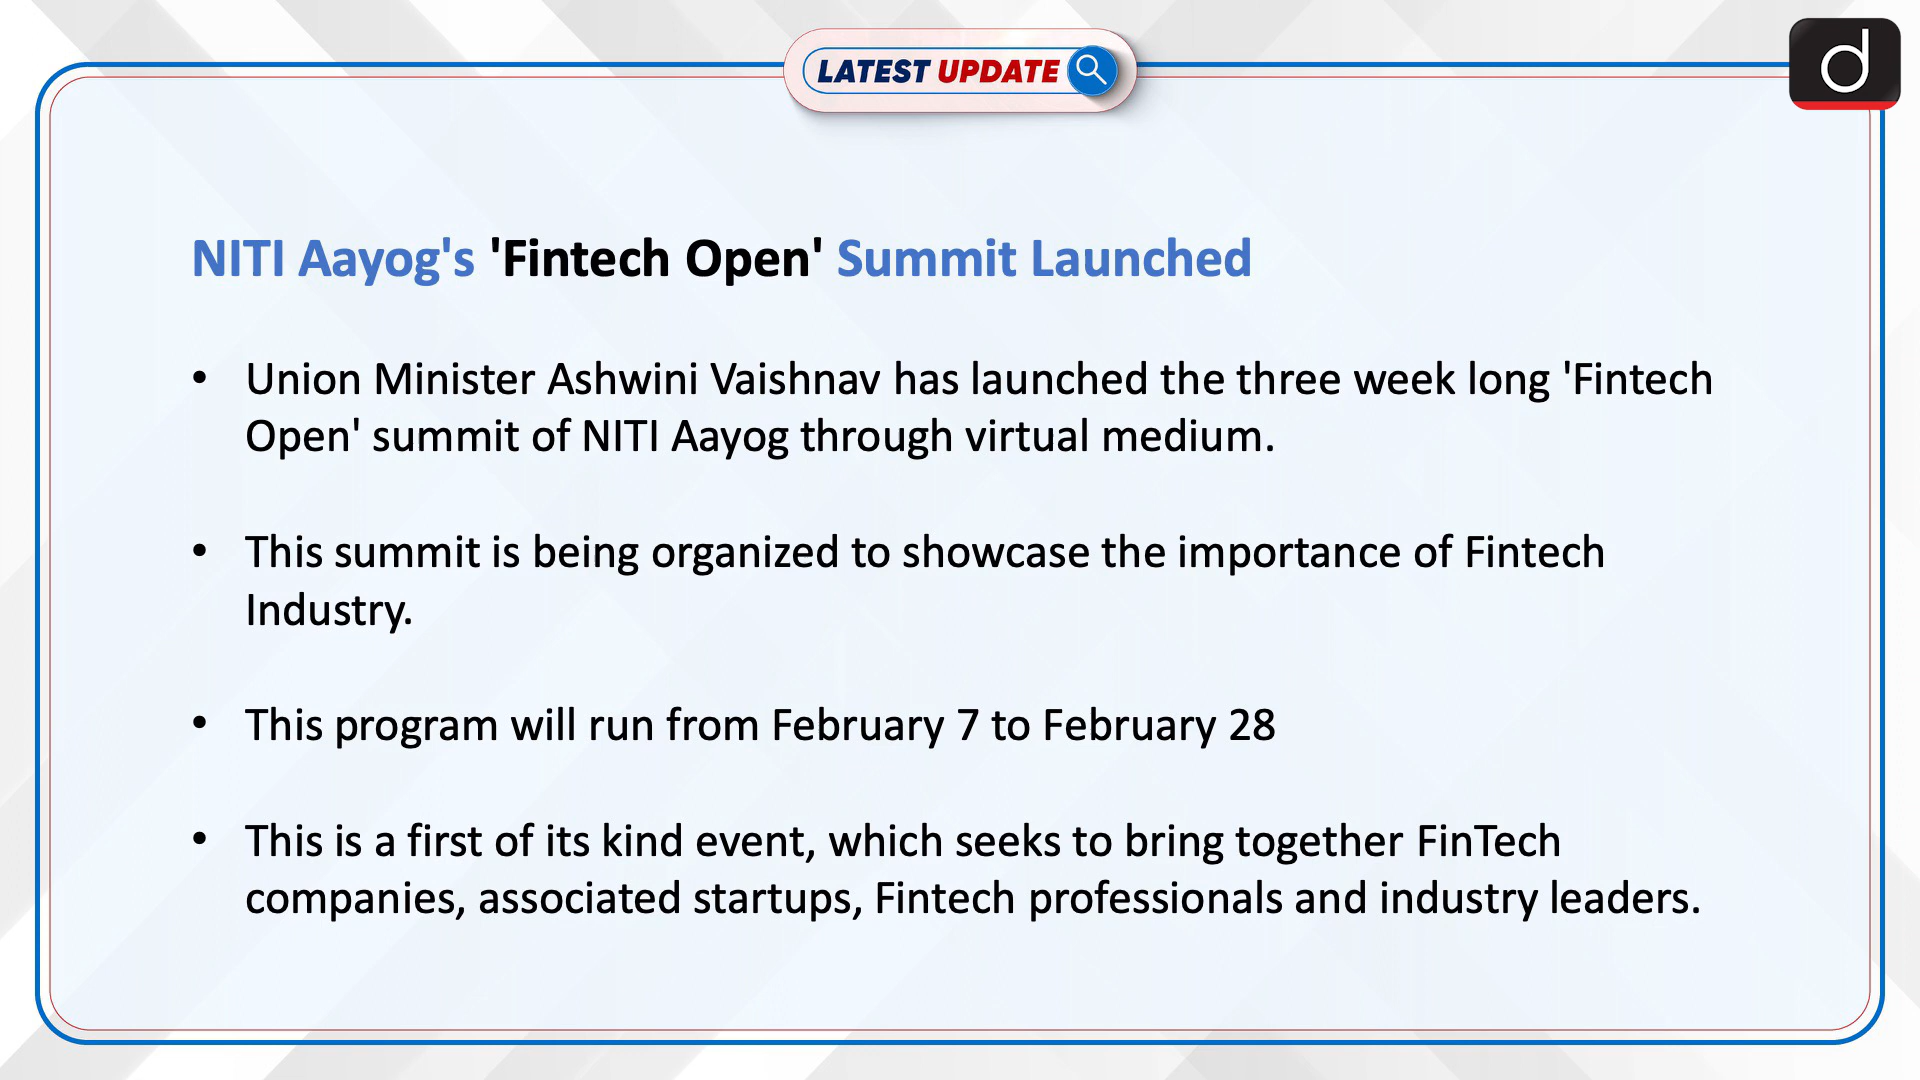 LATEST UPDATE
d
NITI Aayog's 'Fintech Open' Summit Launched
• Union Minister Ashwini Vaishnav has launched the three week long 'Fintech
Open' summit of NITI Aayog through virtual medium.
• This summit is being organized to showcase the importance of Fintech
Industry.
• This program will run from February 7 to February 28
• This is a first of its kind event, which seeks to bring together FinTech
companies, associated startups, Fintech professionals and industry leaders.